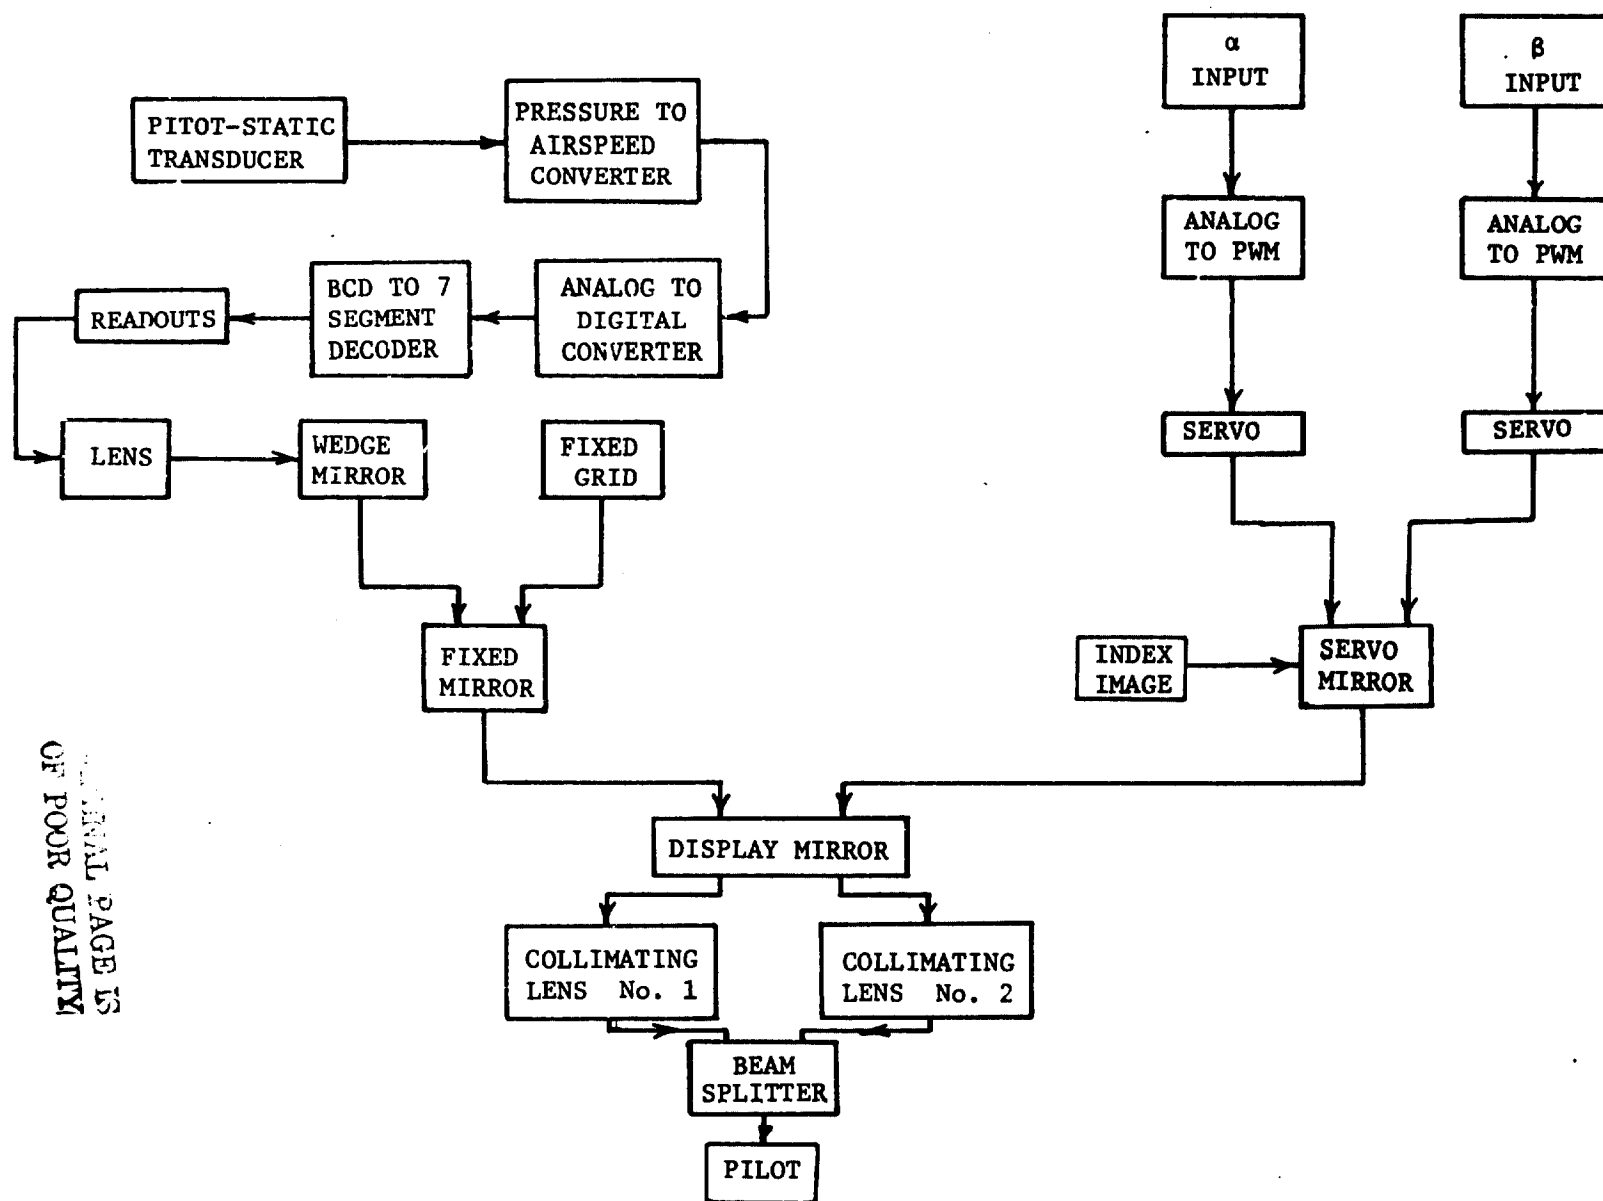 α
INPUT
β
INPUT
PITOT-STATIC
TRANSDUCER
PRESSURE TO
AIRSPEED
CONVERTER
ANALOG
TO PWM
ANALOG
TO PWM
READOUTS
BCD TO 7
SEGMENT
DECODER
ANALOG TO
DIGITAL
CONVERTER
SERVO
SERVO
LENS
WEDGE
MIRROR
FIXED
GRID
FIXED
MIRROR
INDEX
IMAGE
SERVO
MIRROR
PAGE IS
OF POOR QUALITY
DISPLAY MIRROR
COLLIMATING
LENS No. 1
COLLIMATING
LENS No. 2
BEAM
SPLITTER
PILOT